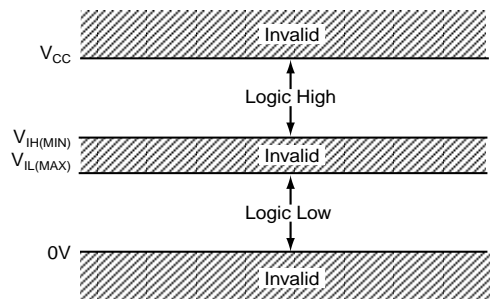 Invalid
VCC
Logic High
VIH(MIN)
Invalid
VIL(MAX)
Logic Low
0V
Invalid